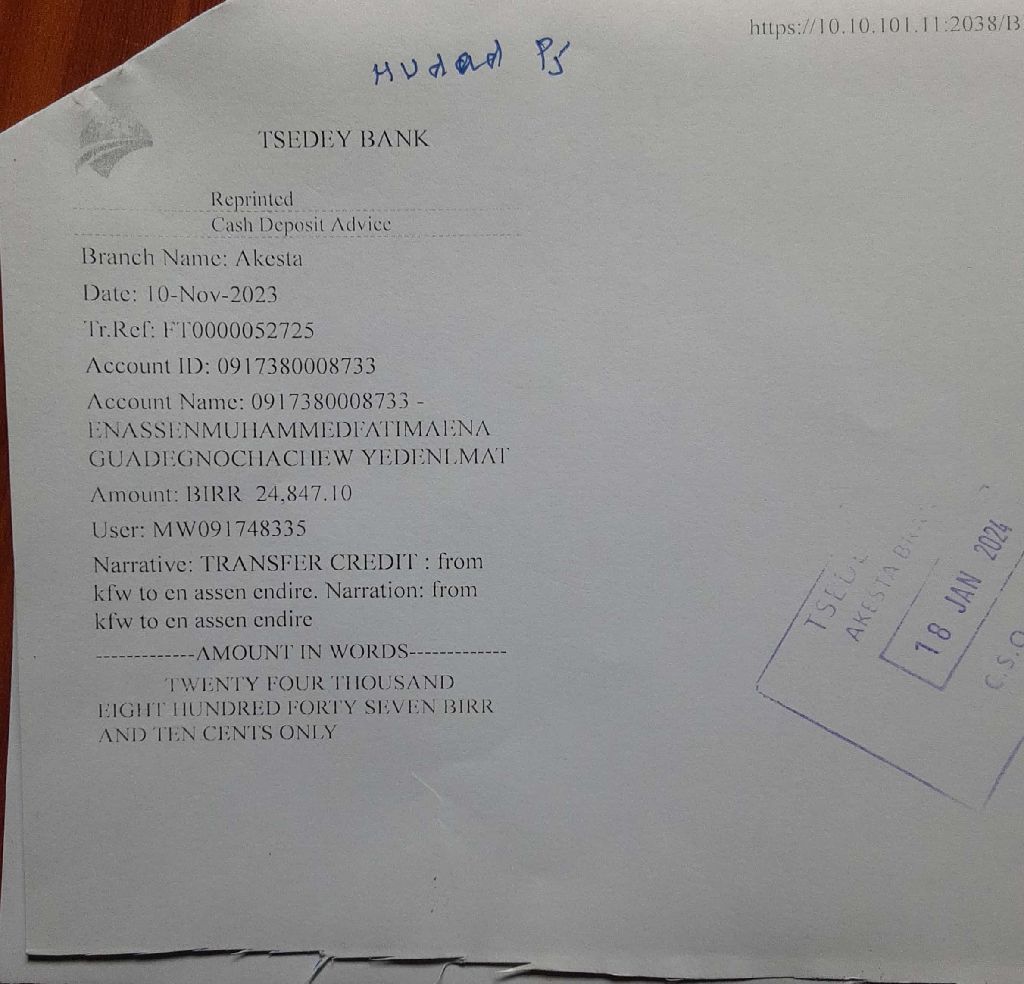 https://10.10.101.11:2038/B
Hudad Pj
TSEDEY BANK
Reprinted
Cash Deposit Advice
Branch Name: Akesta
Date: 10-Nov-2023
Tr.Ref: FT0000052725
Account ID: 0917380008733
Account Name: 0917380008733 -
ENASSENMUHAMMEDFATIMAENA
GUADEGNOCHACHEW YEDENLMAT
Amount: BIRR 24,847.10
User: MW091748335
Narrative: TRANSFER CREDIT : from
kfw to en assen endire. Narration: from
kfw to en assen endire
-------------AMOUNT IN WORDS-------------
TWENTY FOUR THOUSAND
EIGHT HUNDRED FORTY SEVEN BIRR
AND TEN CENTS ONLY
AKESTA
18 JAN 2024
C.S.O